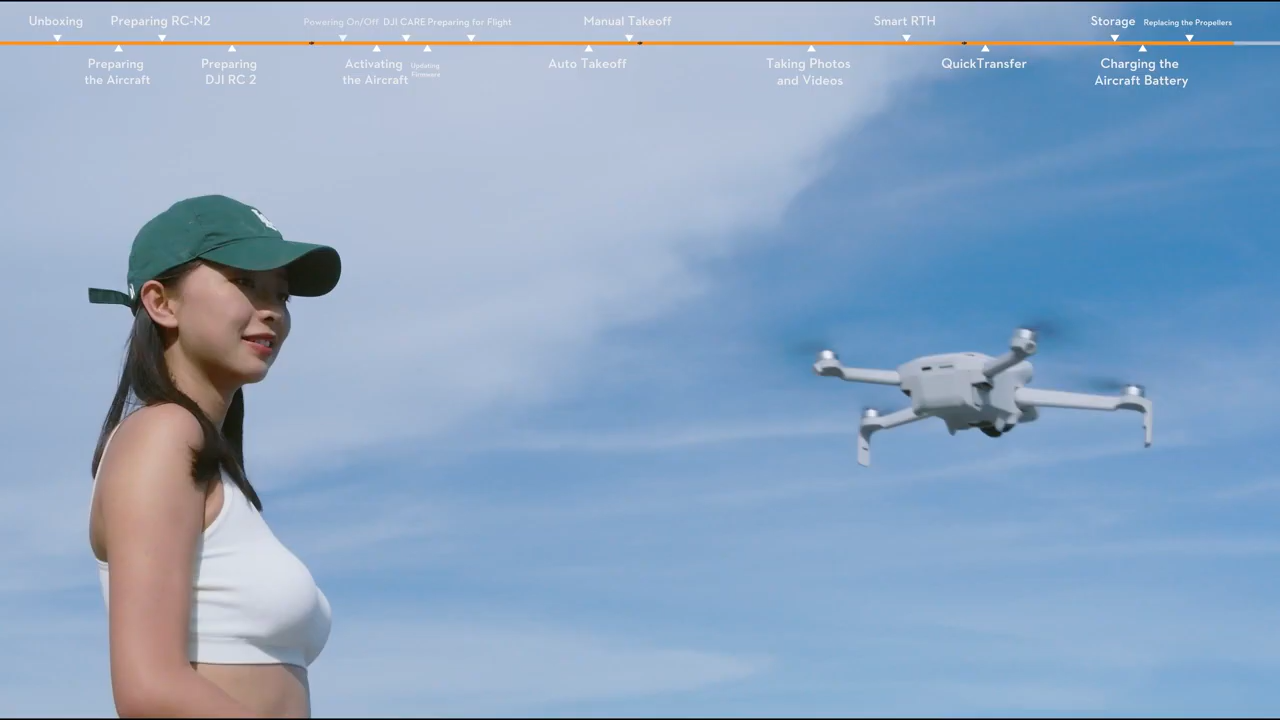 Unboxing
Preparing RC-N2
Powering On/Off
DJI CARE
Preparing for Flight
Manual Takeoff
Smart RTH
Storage
Replacing the Propellers
Preparing
the Aircraft
Preparing
DJI RC 2
Activating
the Aircraft
Updating
Firmware
Auto Takeoff
Taking Photos
and Videos
QuickTransfer
Charging the
Aircraft Battery